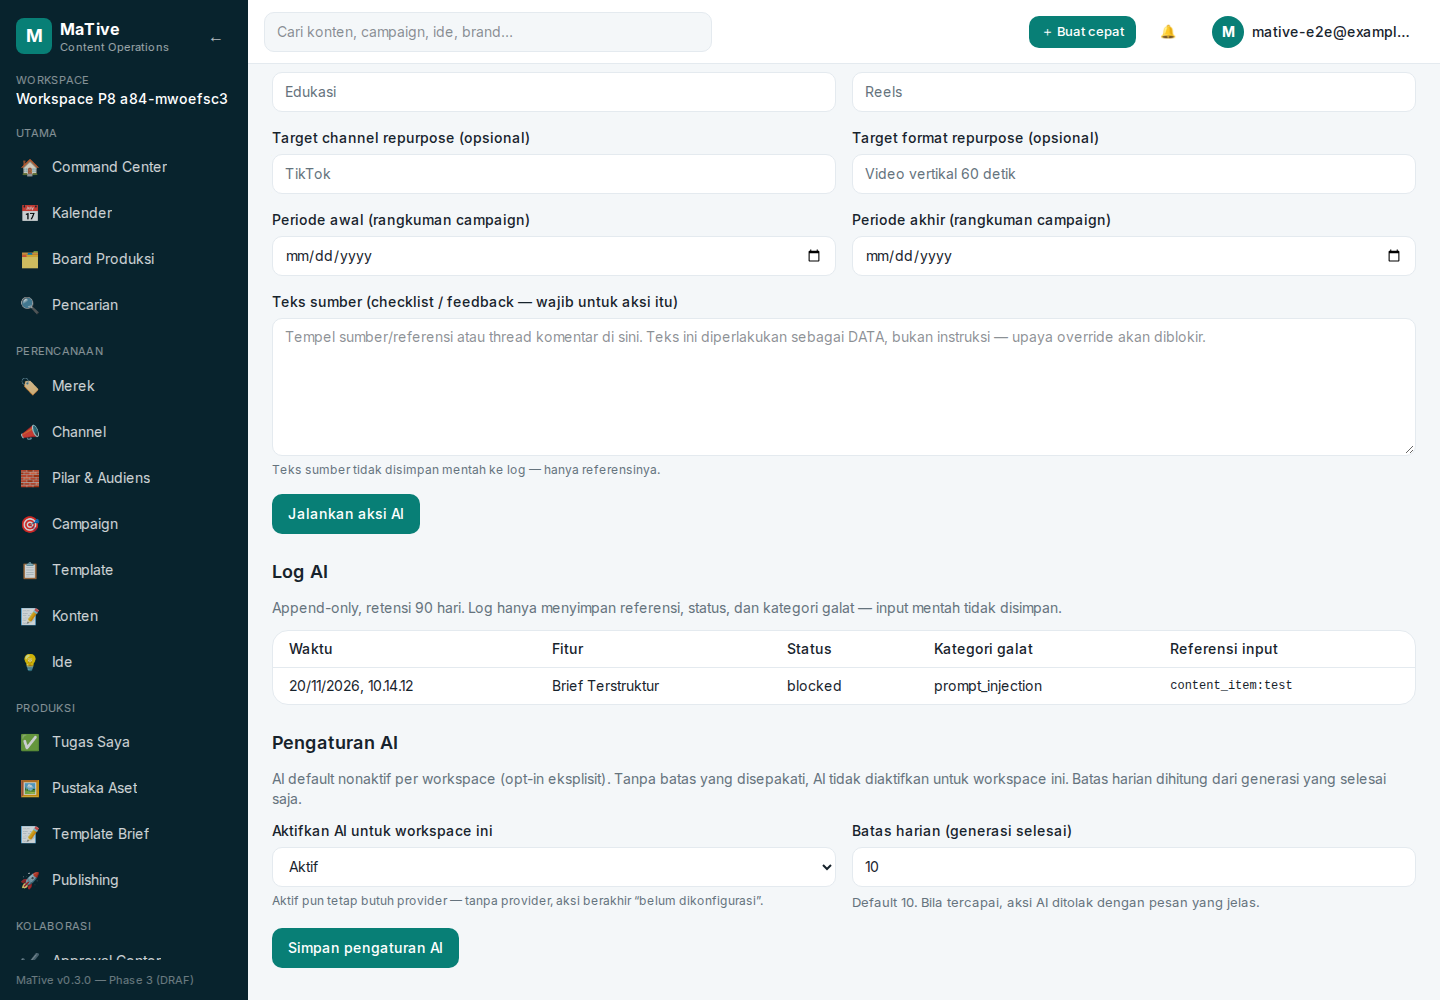 M
MaTive
Content Operations
←
WORKSPACE
Workspace P8 a84-mwoefsc3
UTAMA
Command Center
Kalender
Board Produksi
Pencarian
PERENCANAAN
Merek
Channel
Pilar & Audiens
Campaign
Template
Konten
Ide
PRODUKSI
Tugas Saya
Pustaka Aset
Template Brief
Publishing
KOLABORASI
Approval Center
MaTive v0.3.0 — Phase 3 (DRAF)
Cari konten, campaign, ide, brand...
+ Buat cepat
M
mative-e2e@exampl...
Edukasi
Reels
Target channel repurpose (opsional)
Target format repurpose (opsional)
TikTok
Video vertikal 60 detik
Periode awal (rangkuman campaign)
Periode akhir (rangkuman campaign)
mm/dd/yyyy
mm/dd/yyyy
Teks sumber (checklist / feedback — wajib untuk aksi itu)
Tempel sumber/referensi atau thread komentar di sini. Teks ini diperlakukan sebagai DATA, bukan instruksi — upaya override akan diblokir.
Teks sumber tidak disimpan mentah ke log — hanya referensinya.
Jalankan aksi AI
Log AI
Append-only, retensi 90 hari. Log hanya menyimpan referensi, status, dan kategori galat — input mentah tidak disimpan.
Waktu Fitur Status Kategori galat Referensi input
20/11/2026, 10.14.12 Brief Terstruktur blocked prompt_injection content_item:test
Pengaturan AI
AI default nonaktif per workspace (opt-in eksplisit). Tanpa batas yang disepakati, AI tidak diaktifkan untuk workspace ini. Batas harian dihitung dari generasi yang selesai
saja.
Aktifkan AI untuk workspace ini
Batas harian (generasi selesai)
Aktif
10
Aktif pun tetap butuh provider — tanpa provider, aksi berakhir “belum dikonfigurasi”.
Default 10. Bila tercapai, aksi AI ditolak dengan pesan yang jelas.
Simpan pengaturan AI